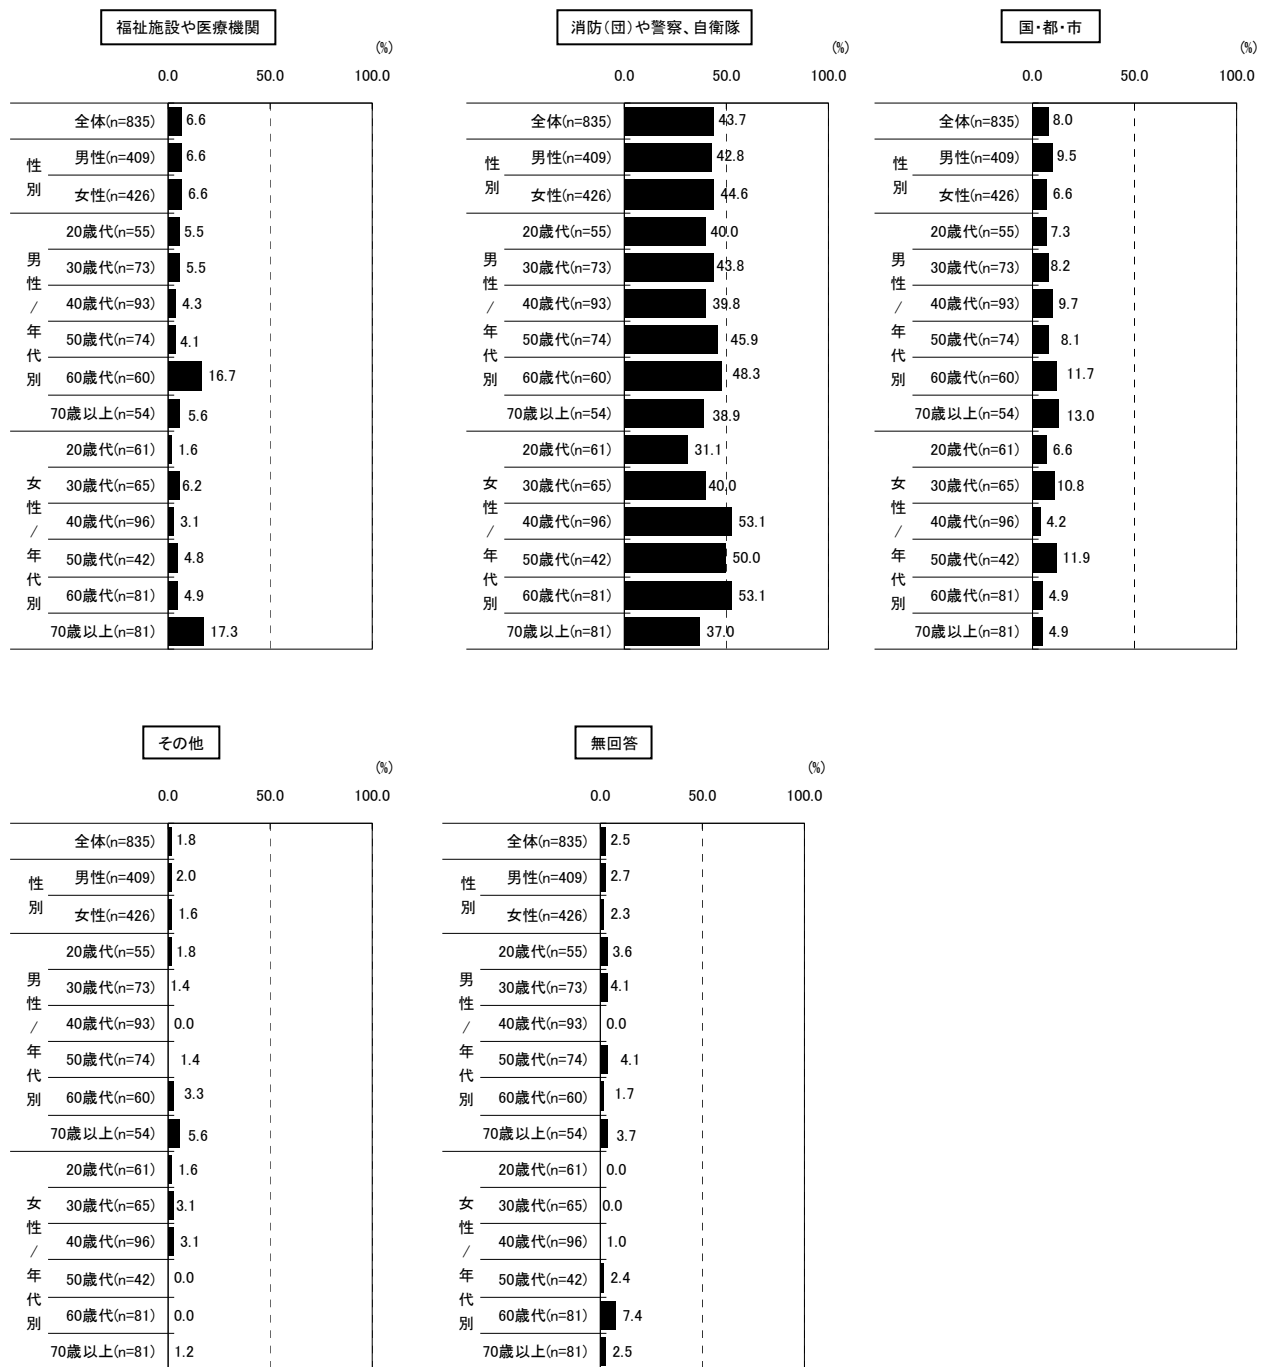 福祉施設や医療機関
(%)
0.0 50.0 100.0
全体(n=835) 6.6
性別
男性(n=409) 6.6
女性(n=426) 6.6
男性/年代別
20歳代(n=55) 5.5
30歳代(n=73) 5.5
40歳代(n=93) 4.3
50歳代(n=74) 4.1
60歳代(n=60) 16.7
70歳以上(n=54) 5.6
女性/年代別
20歳代(n=61) 1.6
30歳代(n=65) 6.2
40歳代(n=96) 3.1
50歳代(n=42) 4.8
60歳代(n=81) 4.9
70歳以上(n=81) 17.3
消防(団)や警察、自衛隊
(%)
0.0 50.0 100.0
全体(n=835) 43.7
性別
男性(n=409) 42.8
女性(n=426) 44.6
男性/年代別
20歳代(n=55) 40.0
30歳代(n=73) 43.8
40歳代(n=93) 39.8
50歳代(n=74) 45.9
60歳代(n=60) 48.3
70歳以上(n=54) 38.9
女性/年代別
20歳代(n=61) 31.1
30歳代(n=65) 40.0
40歳代(n=96) 53.1
50歳代(n=42) 50.0
60歳代(n=81) 53.1
70歳以上(n=81) 37.0
国・都・市
(%)
0.0 50.0 100.0
全体(n=835) 8.0
性別
男性(n=409) 9.5
女性(n=426) 6.6
男性/年代別
20歳代(n=55) 7.3
30歳代(n=73) 8.2
40歳代(n=93) 9.7
50歳代(n=74) 8.1
60歳代(n=60) 11.7
70歳以上(n=54) 13.0
女性/年代別
20歳代(n=61) 6.6
30歳代(n=65) 10.8
40歳代(n=96) 4.2
50歳代(n=42) 11.9
60歳代(n=81) 4.9
70歳以上(n=81) 4.9
その他
(%)
0.0 50.0 100.0
全体(n=835) 1.8
性別
男性(n=409) 2.0
女性(n=426) 1.6
男性/年代別
20歳代(n=55) 1.8
30歳代(n=73) 1.4
40歳代(n=93) 0.0
50歳代(n=74) 1.4
60歳代(n=60) 3.3
70歳以上(n=54) 5.6
女性/年代別
20歳代(n=61) 1.6
30歳代(n=65) 3.1
40歳代(n=96) 3.1
50歳代(n=42) 0.0
60歳代(n=81) 0.0
70歳以上(n=81) 1.2
無回答
(%)
0.0 50.0 100.0
全体(n=835) 2.5
性別
男性(n=409) 2.7
女性(n=426) 2.3
男性/年代別
20歳代(n=55) 3.6
30歳代(n=73) 4.1
40歳代(n=93) 0.0
50歳代(n=74) 4.1
60歳代(n=60) 1.7
70歳以上(n=54) 3.7
女性/年代別
20歳代(n=61) 0.0
30歳代(n=65) 0.0
40歳代(n=96) 1.0
50歳代(n=42) 2.4
60歳代(n=81) 7.4
70歳以上(n=81) 2.5